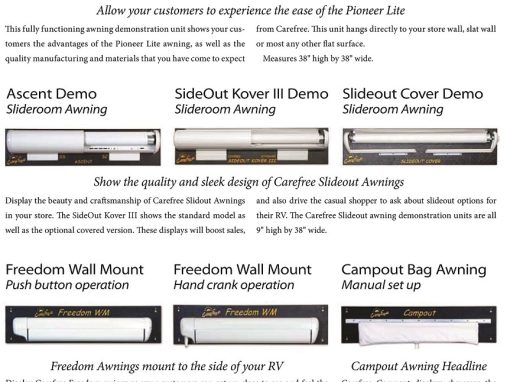 Allow your customers to experience the ease of the Pioneer Lite
This fully functioning awning demonstration unit shows your cus-
tomers the advantages of the Pioneer Lite awning, as well as the
quality manufacturing and materials that you have come to expect
from Carefree. This unit hangs directly to your store wall, slat wall
or most any other flat surface.
Measures 38" high by 38" wide.
Ascent Demo
Slideroom Awning
SideOut Kover III Demo
Slideroom Awning
Slideout Cover Demo
Slideroom Awning
Carefree
ASCENT
Carefree
SIDEOUT KOVER III
Carefree
SLIDEOUT COVER
Show the quality and sleek design of Carefree Slideout Awnings
Display the beauty and craftsmanship of Carefree Slidout Awnings
in your store. The SideOut Kover III shows the standard model as
well as the optional covered version. These displays will boost sales,
and also drive the casual shopper to ask about slideout options for
their RV. The Carefree Slideout awning demonstration units are all
9" high by 38" wide.
Freedom Wall Mount
Push button operation
Freedom Wall Mount
Hand crank operation
Campout Bag Awning
Manual set up
Carefree Freedom WM
Carefree Freedom WM
Carefree Campout
Freedom Awnings mount to the side of your RV
Campout Awning Headline